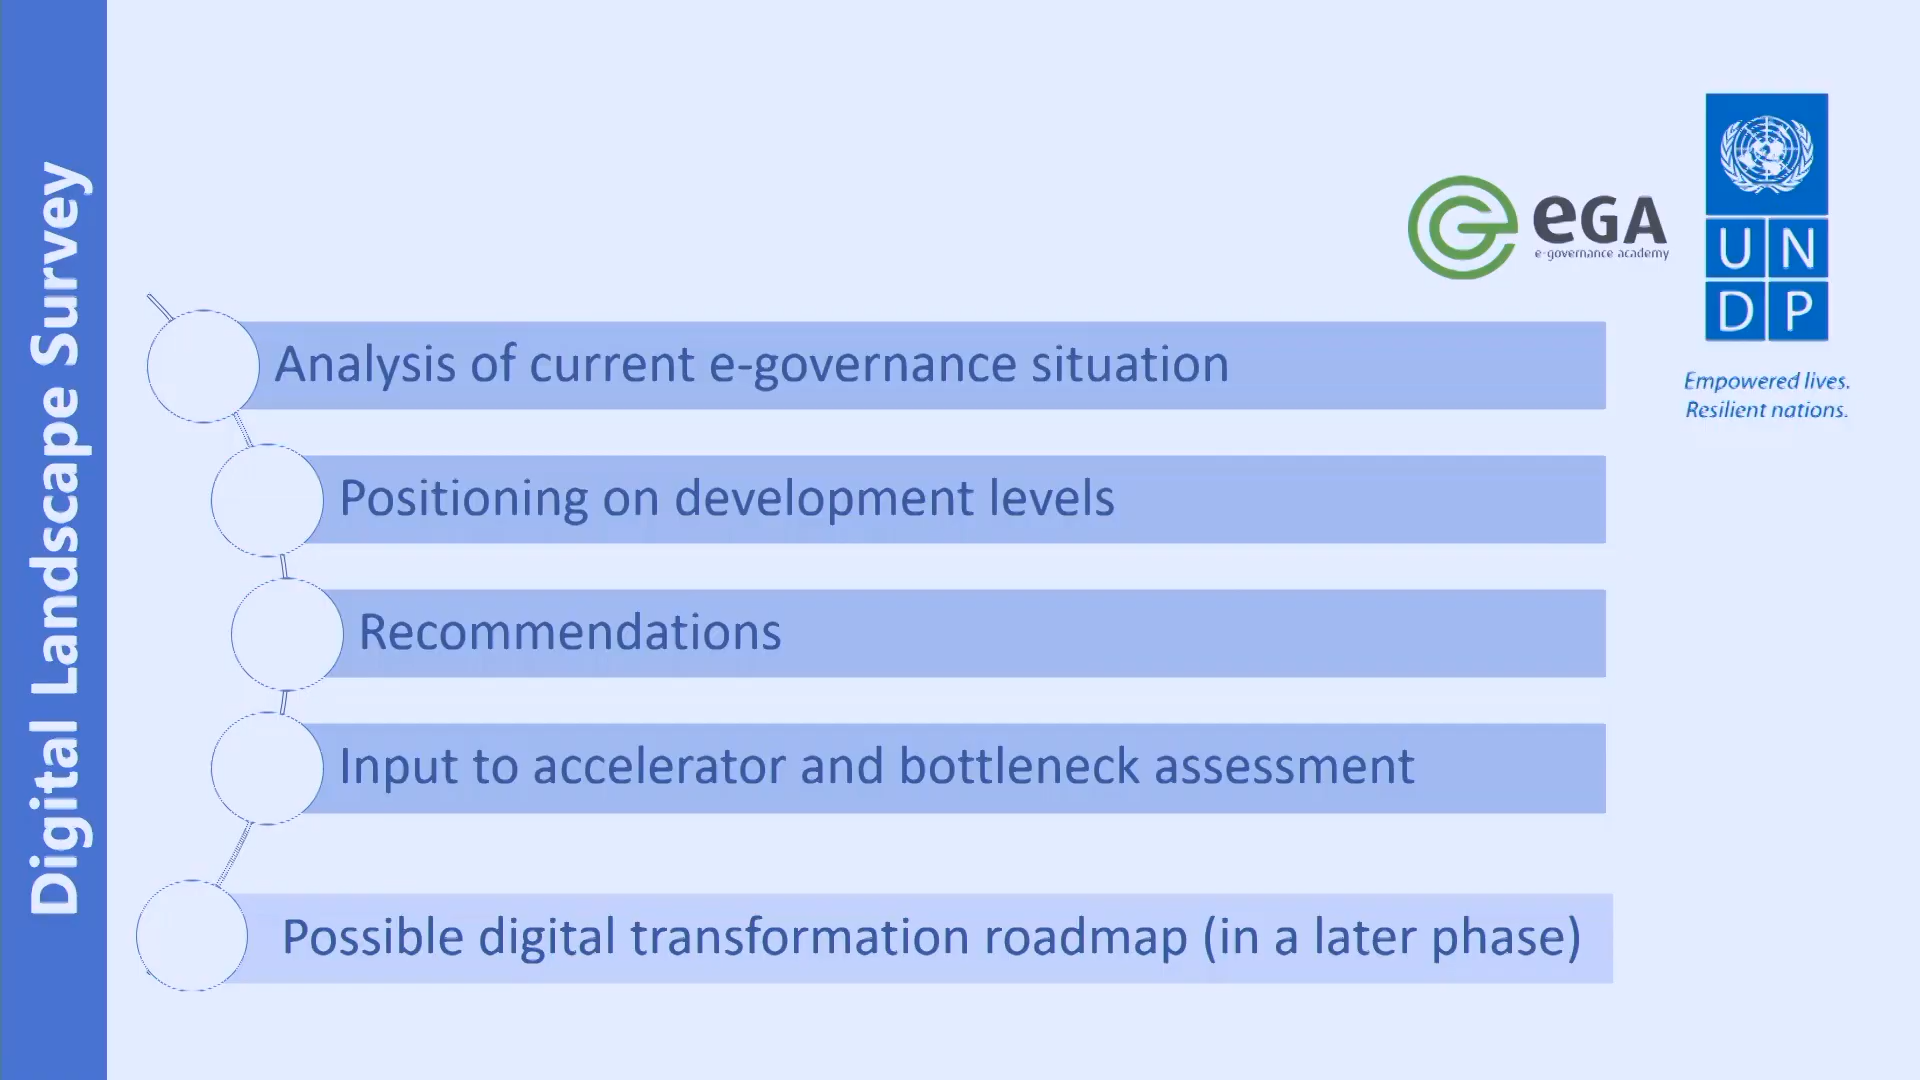 Digital Landscape Survey
eGA
e-governance academy
U N
D P
Empowered lives.
Resilient nations.
Analysis of current e-governance situation
Positioning on development levels
Recommendations
Input to accelerator and bottleneck assessment
Possible digital transformation roadmap (in a later phase)